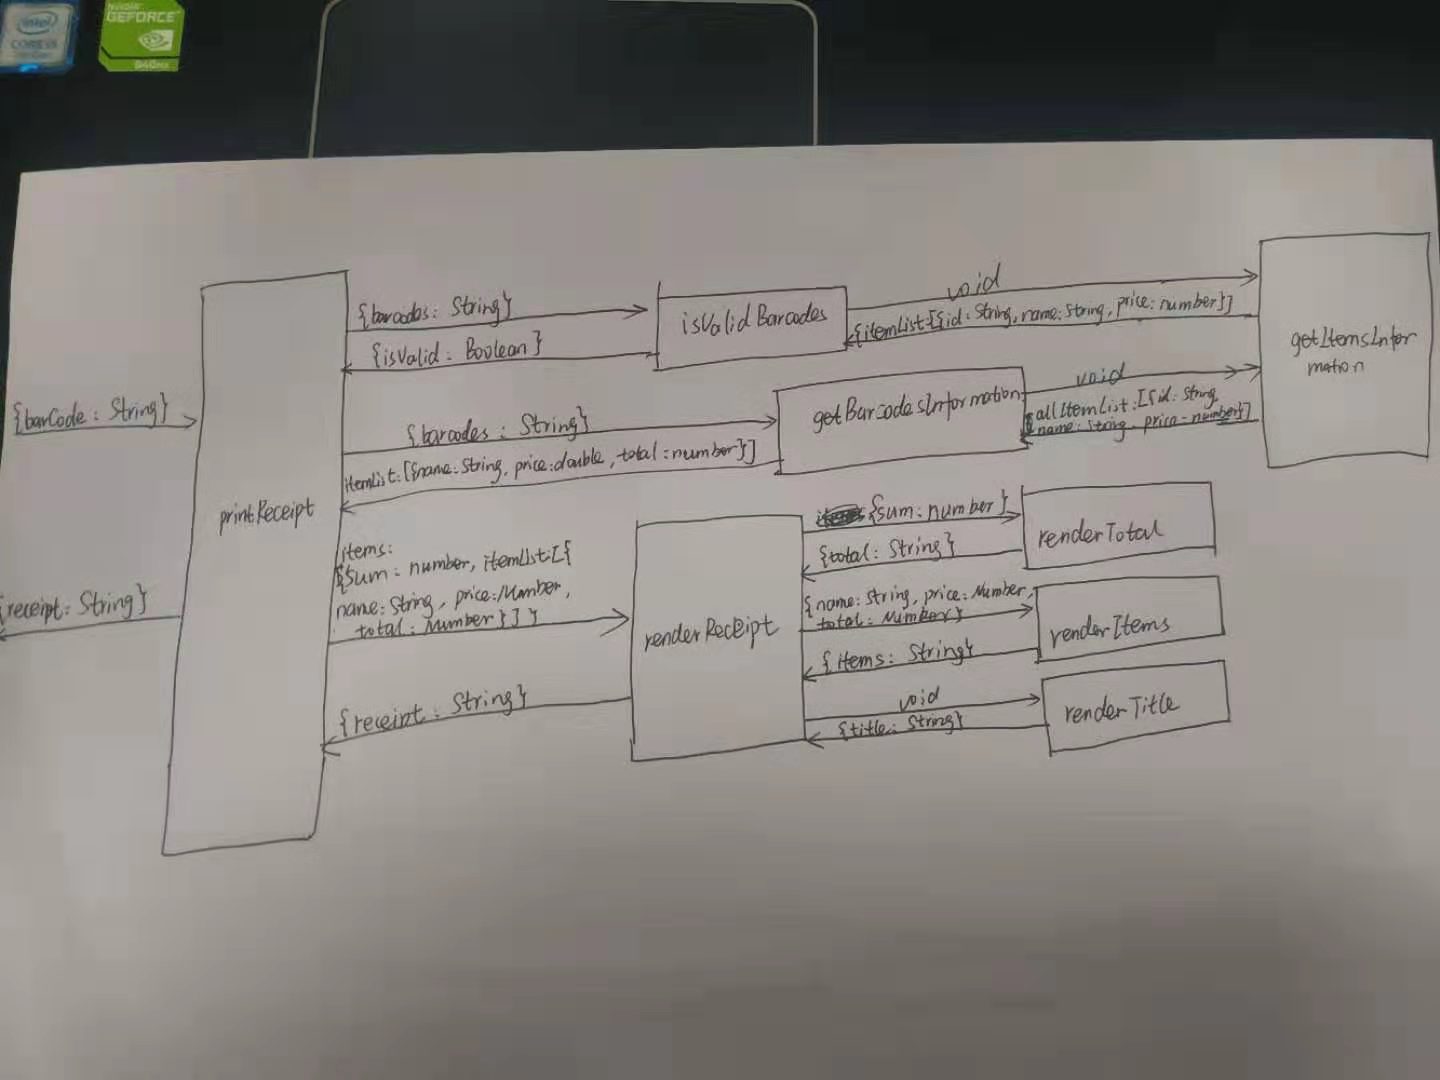 intel
CORE i5
NVIDIA
GEFORCE
940MX
{barCode: String}
{receipt: String}
printReceipt
{barcodes: String}
{isValid: Boolean}
isValidBarcodes
void
{itemList:[{id: String, name: String, price: number}]
getItemsInfor
mation
{barcodes: String}
itemList:[{name: String, price: double, total: number}]
getBarcodesInformation
void
{allItemList:[{id: String
name: String, price: number}]
items:
{Sum: number, itemList:[{
name: String, price: Number,
total: Number}]}
{receipt: String}
renderReceipt
{sum: number}
{total: String}
renderTotal
{name: String, price: Number,
total: Number}
{items: String}
renderItems
void
{title: String}
renderTitle